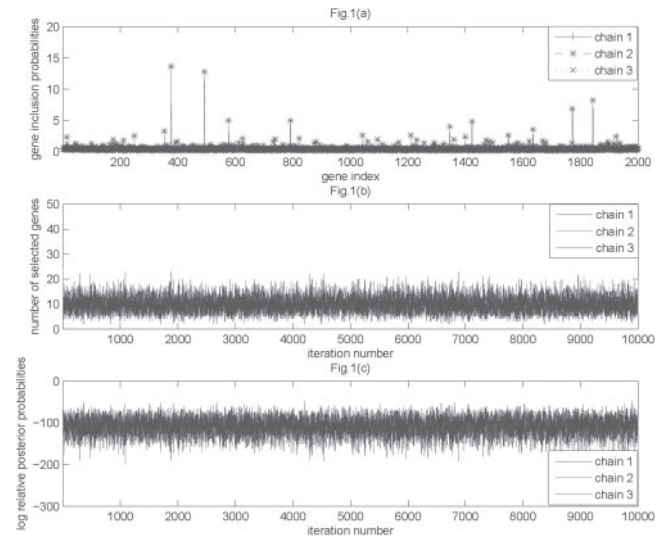 Fig.1(a)
gene inclusion probabilities
20
15
10
5
0
chain 1
chain 2
chain 3
200 400 600 800 1000 1200 1400 1600 1800 2000
gene index
Fig.1(b)
number of selected genes
50
40
30
20
10
0
chain 1
chain 2
chain 3
1000 2000 3000 4000 5000 6000 7000 8000 9000 10000
iteration number
Fig.1(c)
log relative posterior probabilities
0
−100
−200
−300
chain 1
chain 2
chain 3
1000 2000 3000 4000 5000 6000 7000 8000 9000 10000
iteration number